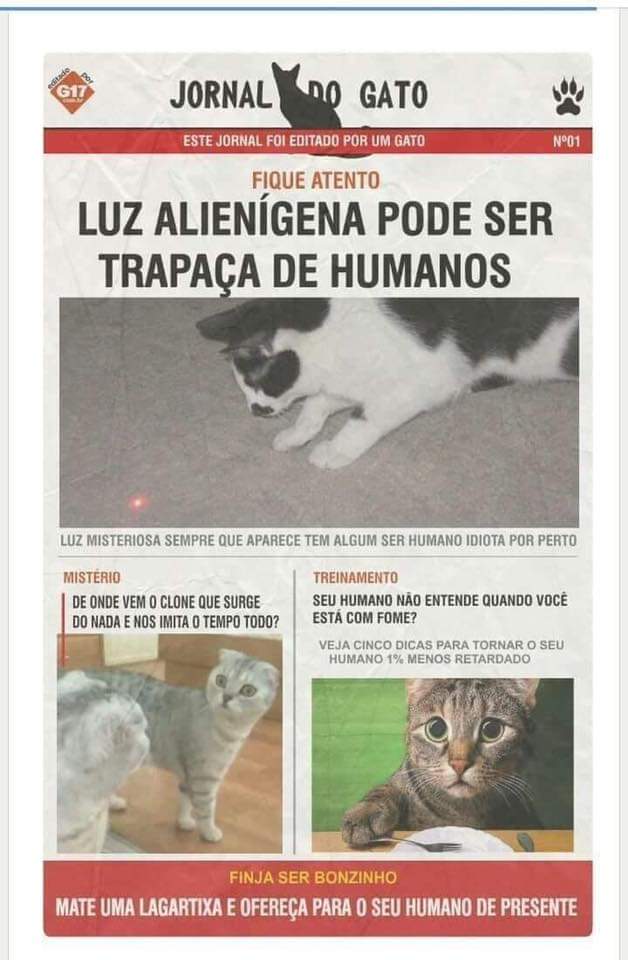 editado por
G17
.com.br
JORNAL DO GATO
ESTE JORNAL FOI EDITADO POR UM GATO
Nº01
FIQUE ATENTO
LUZ ALIENÍGENA PODE SER
TRAPAÇA DE HUMANOS
LUZ MISTERIOSA SEMPRE QUE APARECE TEM ALGUM SER HUMANO IDIOTA POR PERTO
MISTÉRIO
DE ONDE VEM O CLONE QUE SURGE
DO NADA E NOS IMITA O TEMPO TODO?
TREINAMENTO
SEU HUMANO NÃO ENTENDE QUANDO VOCÊ
ESTÁ COM FOME?
VEJA CINCO DICAS PARA TORNAR O SEU
HUMANO 1% MENOS RETARDADO
FINJA SER BONZINHO
MATE UMA LAGARTIXA E OFEREÇA PARA O SEU HUMANO DE PRESENTE